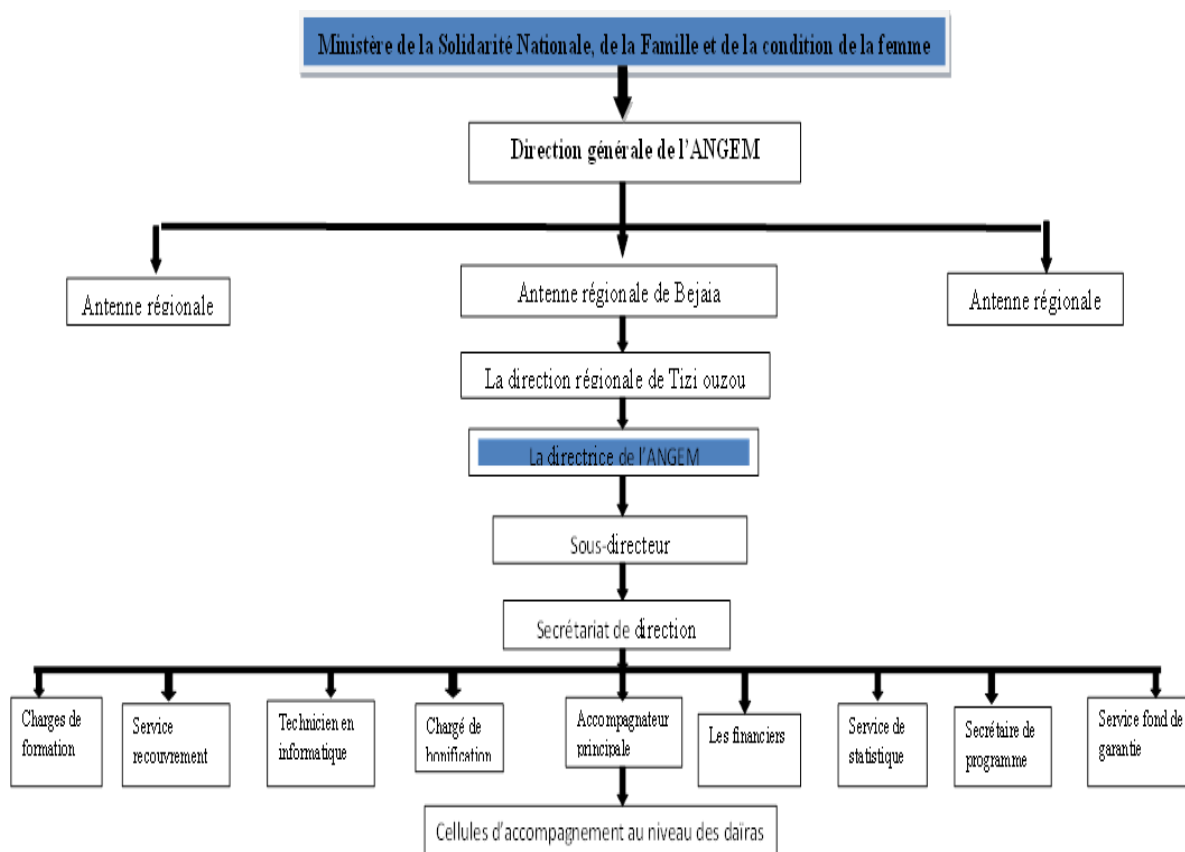 Ministère de la Solidarité Nationale, de la Famille et de la condition de la femme
Direction générale de l'ANGEM
Antenne régionale
Antenne régionale de Bejaia
Antenne régionale
La direction régionale de Tizi ouzou
La directrice de l'ANGEM
Sous-directeur
Secrétariat de direction
Charges de
formation
Service
recouvrement
Technicien en
informatique
Chargé de
bonification
Accompagnateur
principale
Les financiers
Service de
statistique
Secrétaire de
programme
Service fond de
garantie
Cellules d'accompagnement au niveau des daïras